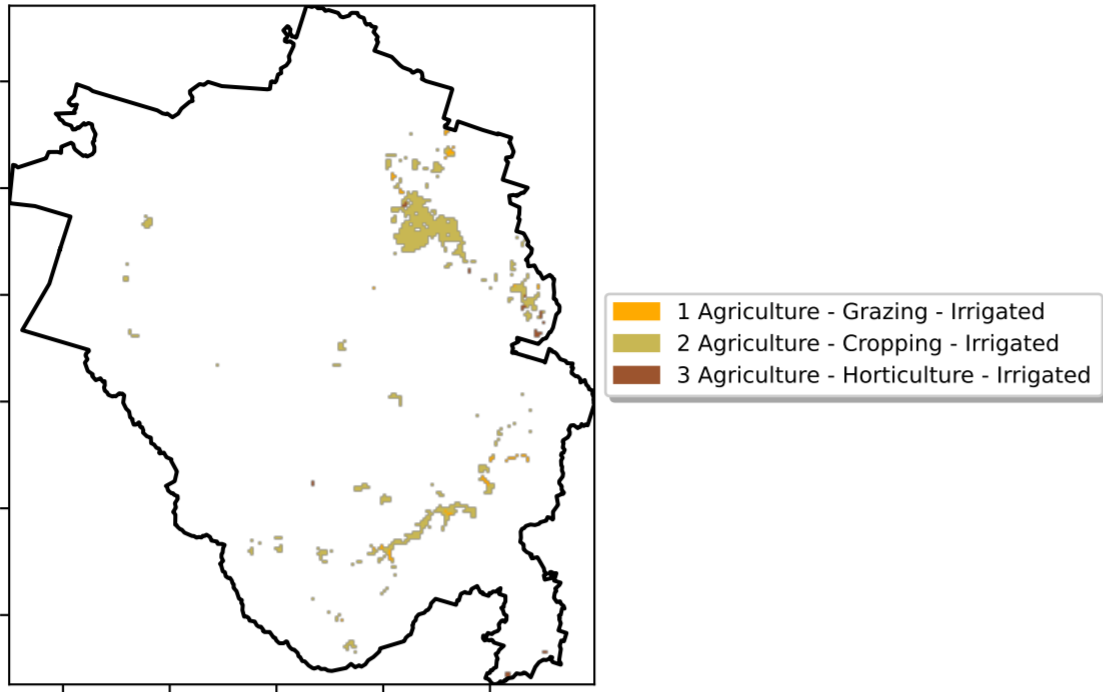 1 Agriculture - Grazing - Irrigated
2 Agriculture - Cropping - Irrigated
3 Agriculture - Horticulture - Irrigated